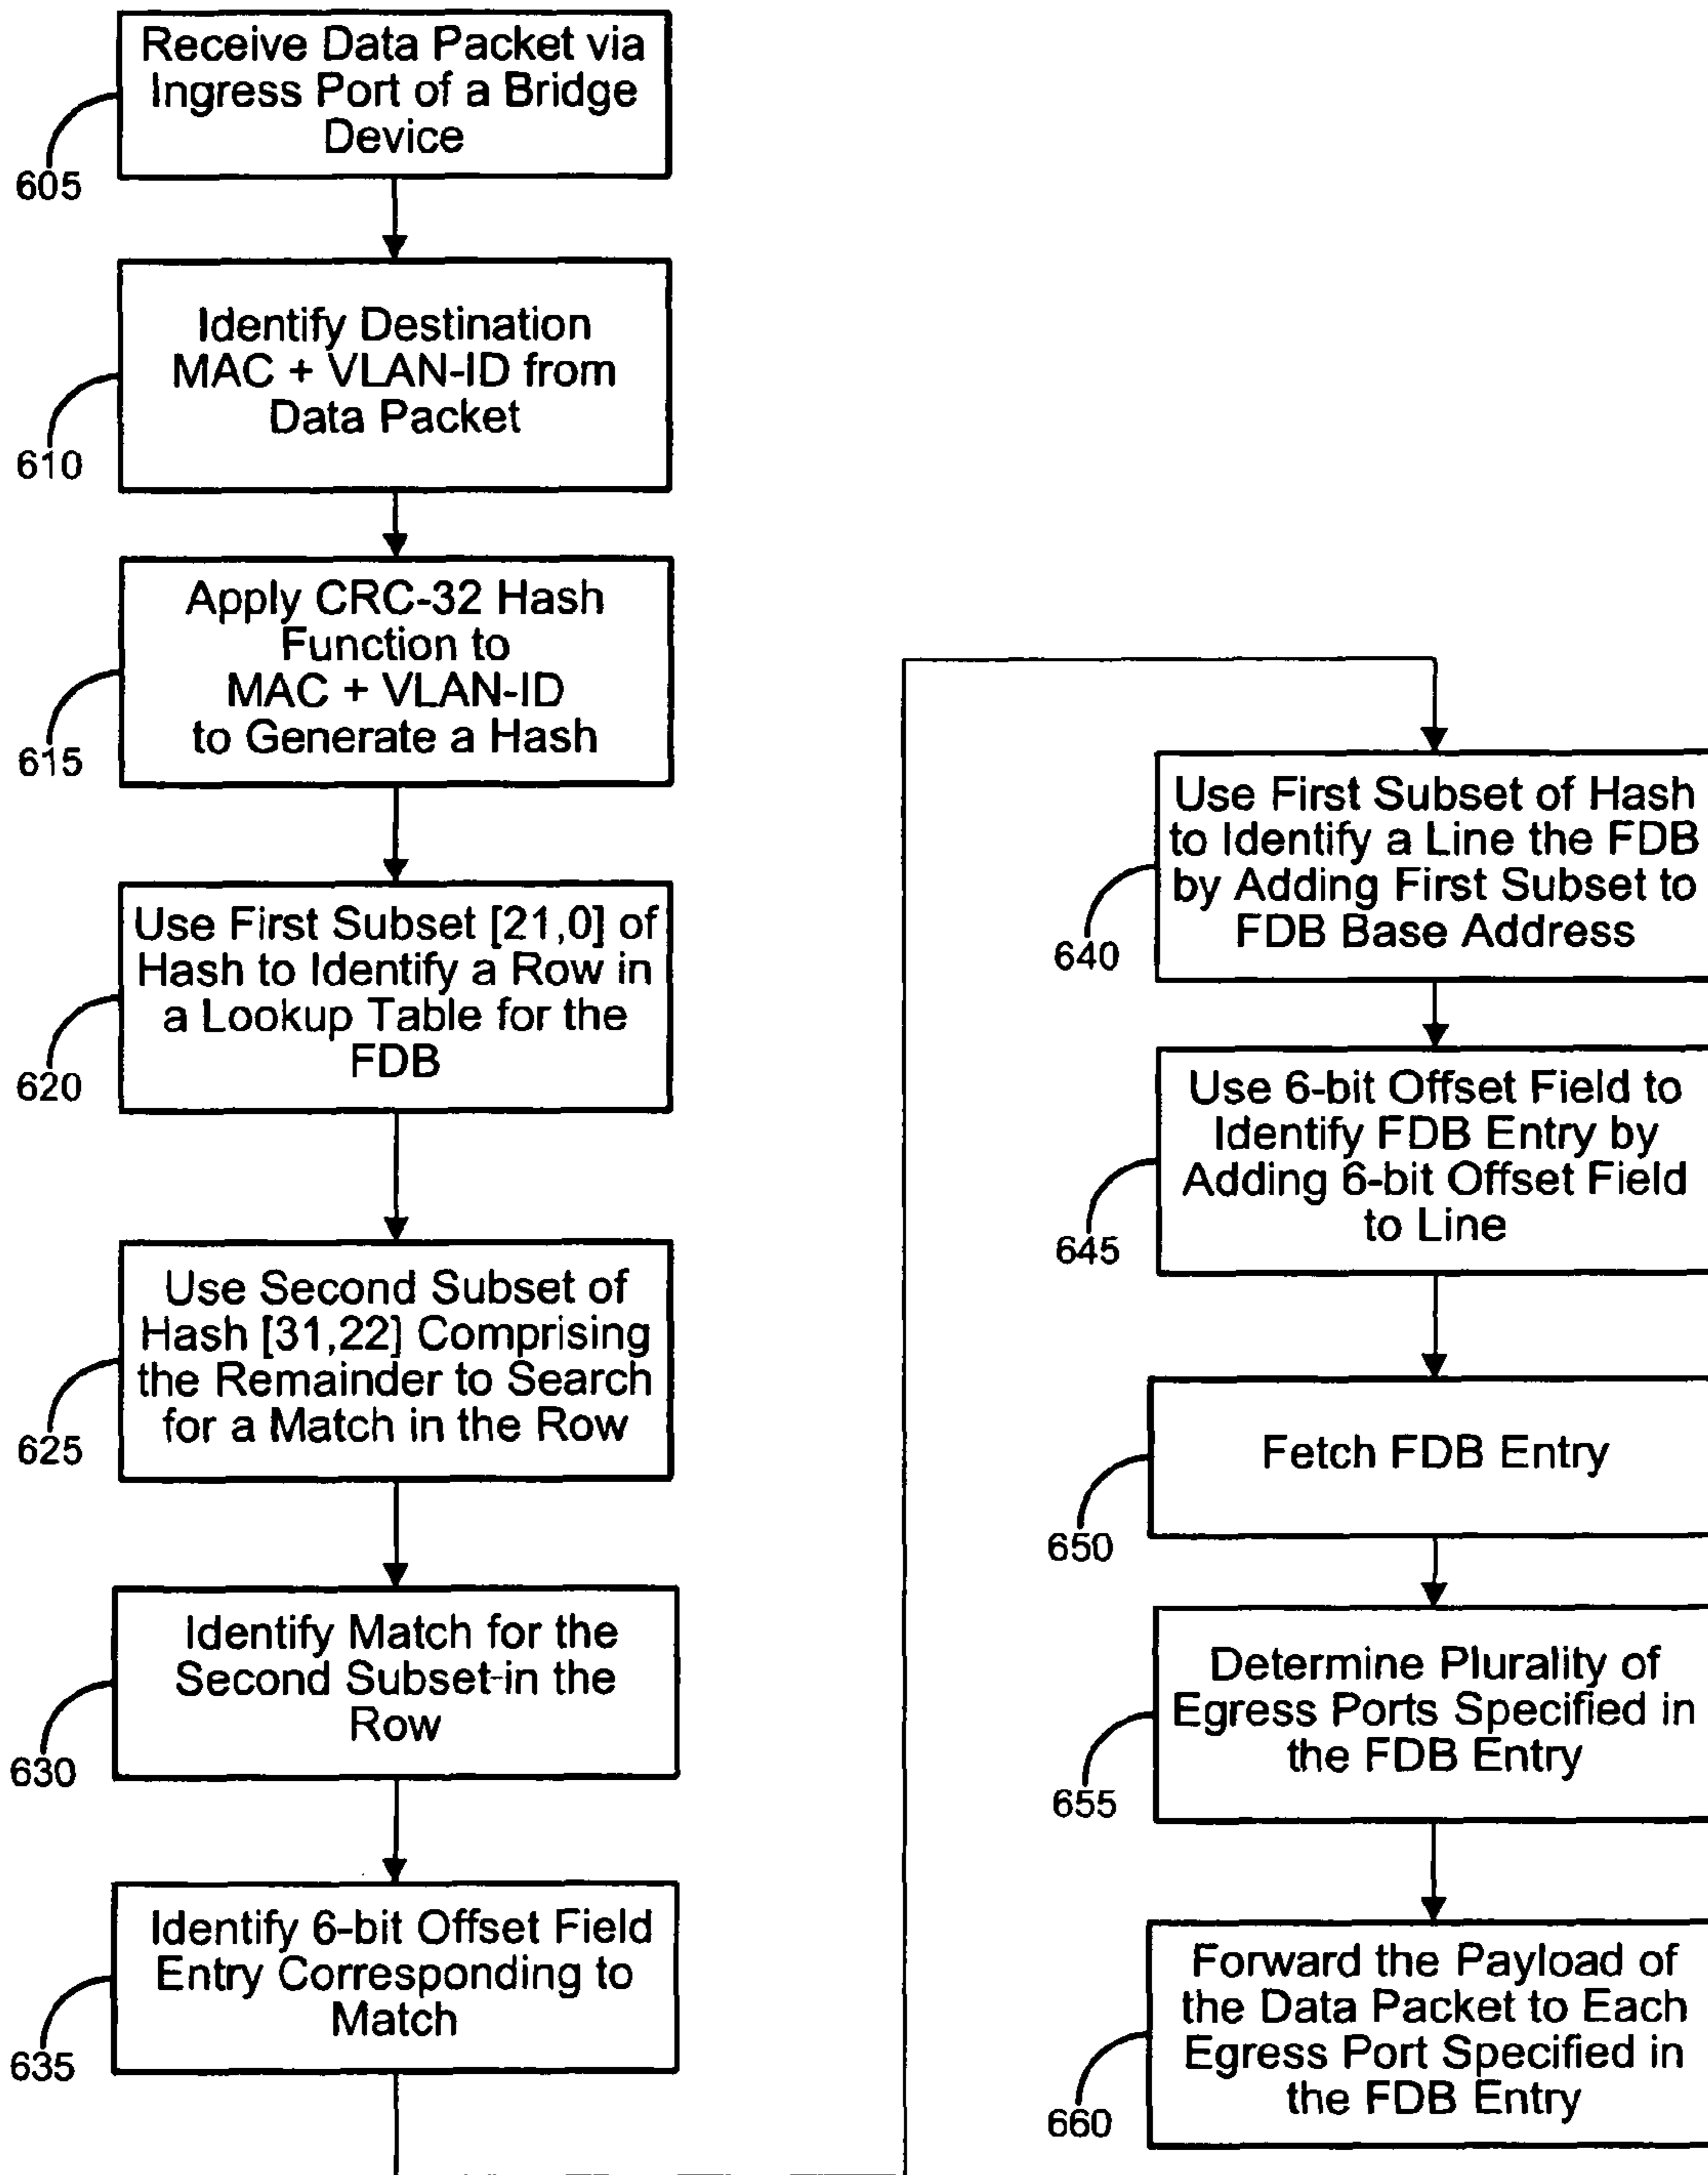 Receive Data Packet via
Ingress Port of a Bridge
Device
605
Identify Destination
MAC + VLAN-ID from
Data Packet
610
Apply CRC-32 Hash
Function to
MAC + VLAN-ID
to Generate a Hash
615
Use First Subset [21,0] of
Hash to Identify a Row in
a Lookup Table for the
FDB
620
Use Second Subset of
Hash [31,22] Comprising
the Remainder to Search
for a Match in the Row
625
Identify Match for the
Second Subset in the
Row
630
Identify 6-bit Offset Field
Entry Corresponding to
Match
635
Use First Subset of Hash
to Identify a Line the FDB
by Adding First Subset to
FDB Base Address
640
Use 6-bit Offset Field to
Identify FDB Entry by
Adding 6-bit Offset Field
to Line
645
Fetch FDB Entry
650
Determine Plurality of
Egress Ports Specified in
the FDB Entry
655
Forward the Payload of
the Data Packet to Each
Egress Port Specified in
the FDB Entry
660